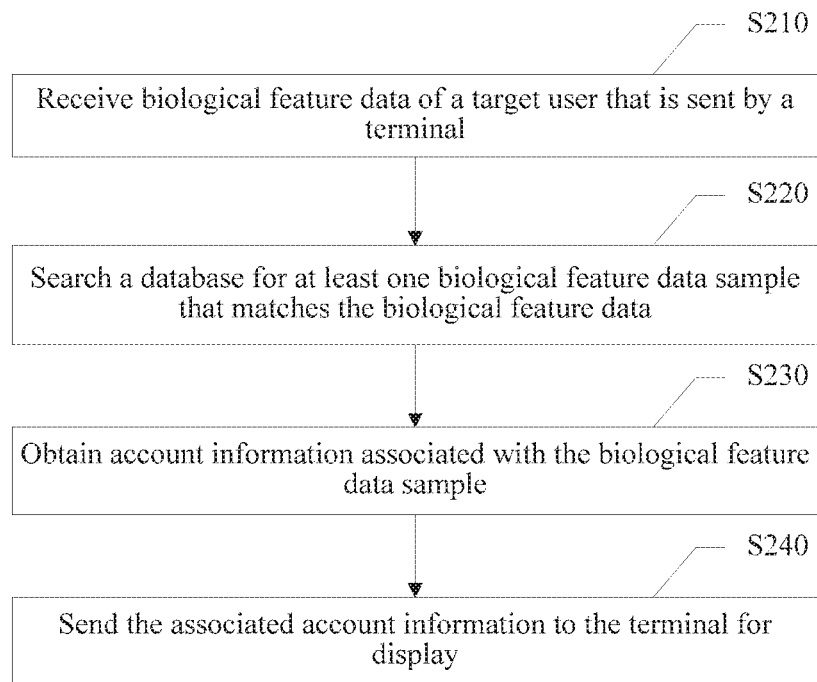 S210
Receive biological feature data of a target user that is sent by a
terminal
S220
Search a database for at least one biological feature data sample
that matches the biological feature data
S230
Obtain account information associated with the biological feature
data sample
S240
Send the associated account information to the terminal for
display